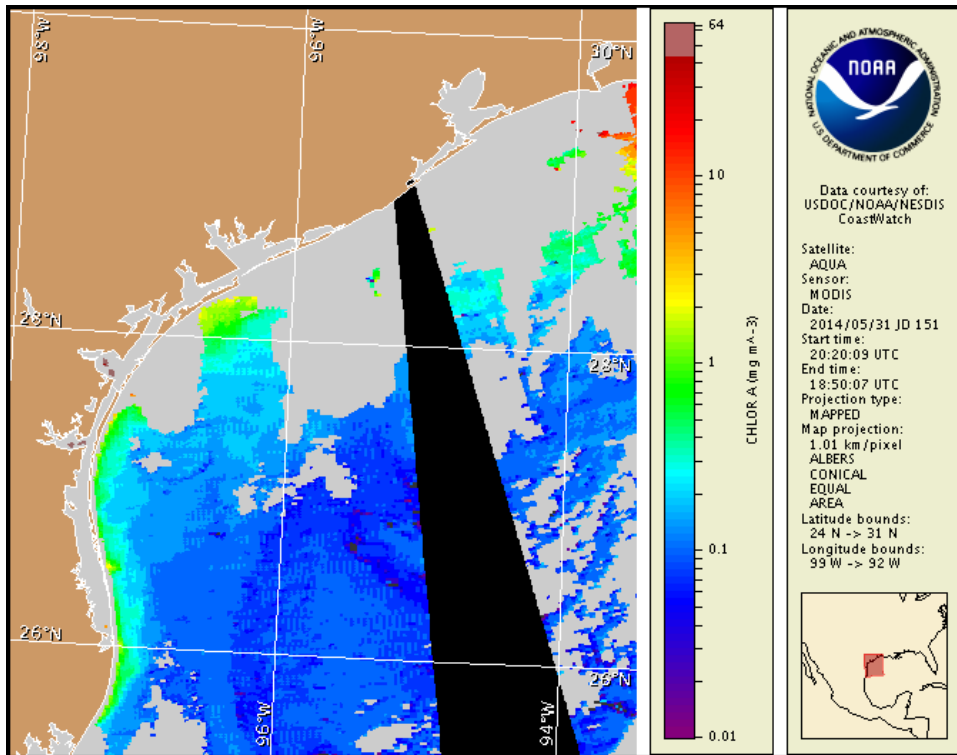 98°W
96°W
30°N
28°N
28°N
26°N
26°N
96°W
94°W
64
10
1
0.1
0.01
CHLOR A (mg m^-3)
NATIONAL OCEANIC AND ATMOSPHERIC ADMINISTRATION
NOAA
U.S. DEPARTMENT OF COMMERCE
Data courtesy of:
USDOC/NOAA/NESDIS
CoastWatch
Satellite:
AQUA
Sensor:
MODIS
Date:
2014/05/31 JD 151
Start time:
20:20:09 UTC
End time:
18:50:07 UTC
Projection type:
MAPPED
Map projection:
1.01 km/pixel
ALBERS
CONICAL
EQUAL
AREA
Latitude bounds:
24 N -> 31 N
Longitude bounds:
99 W -> 92 W